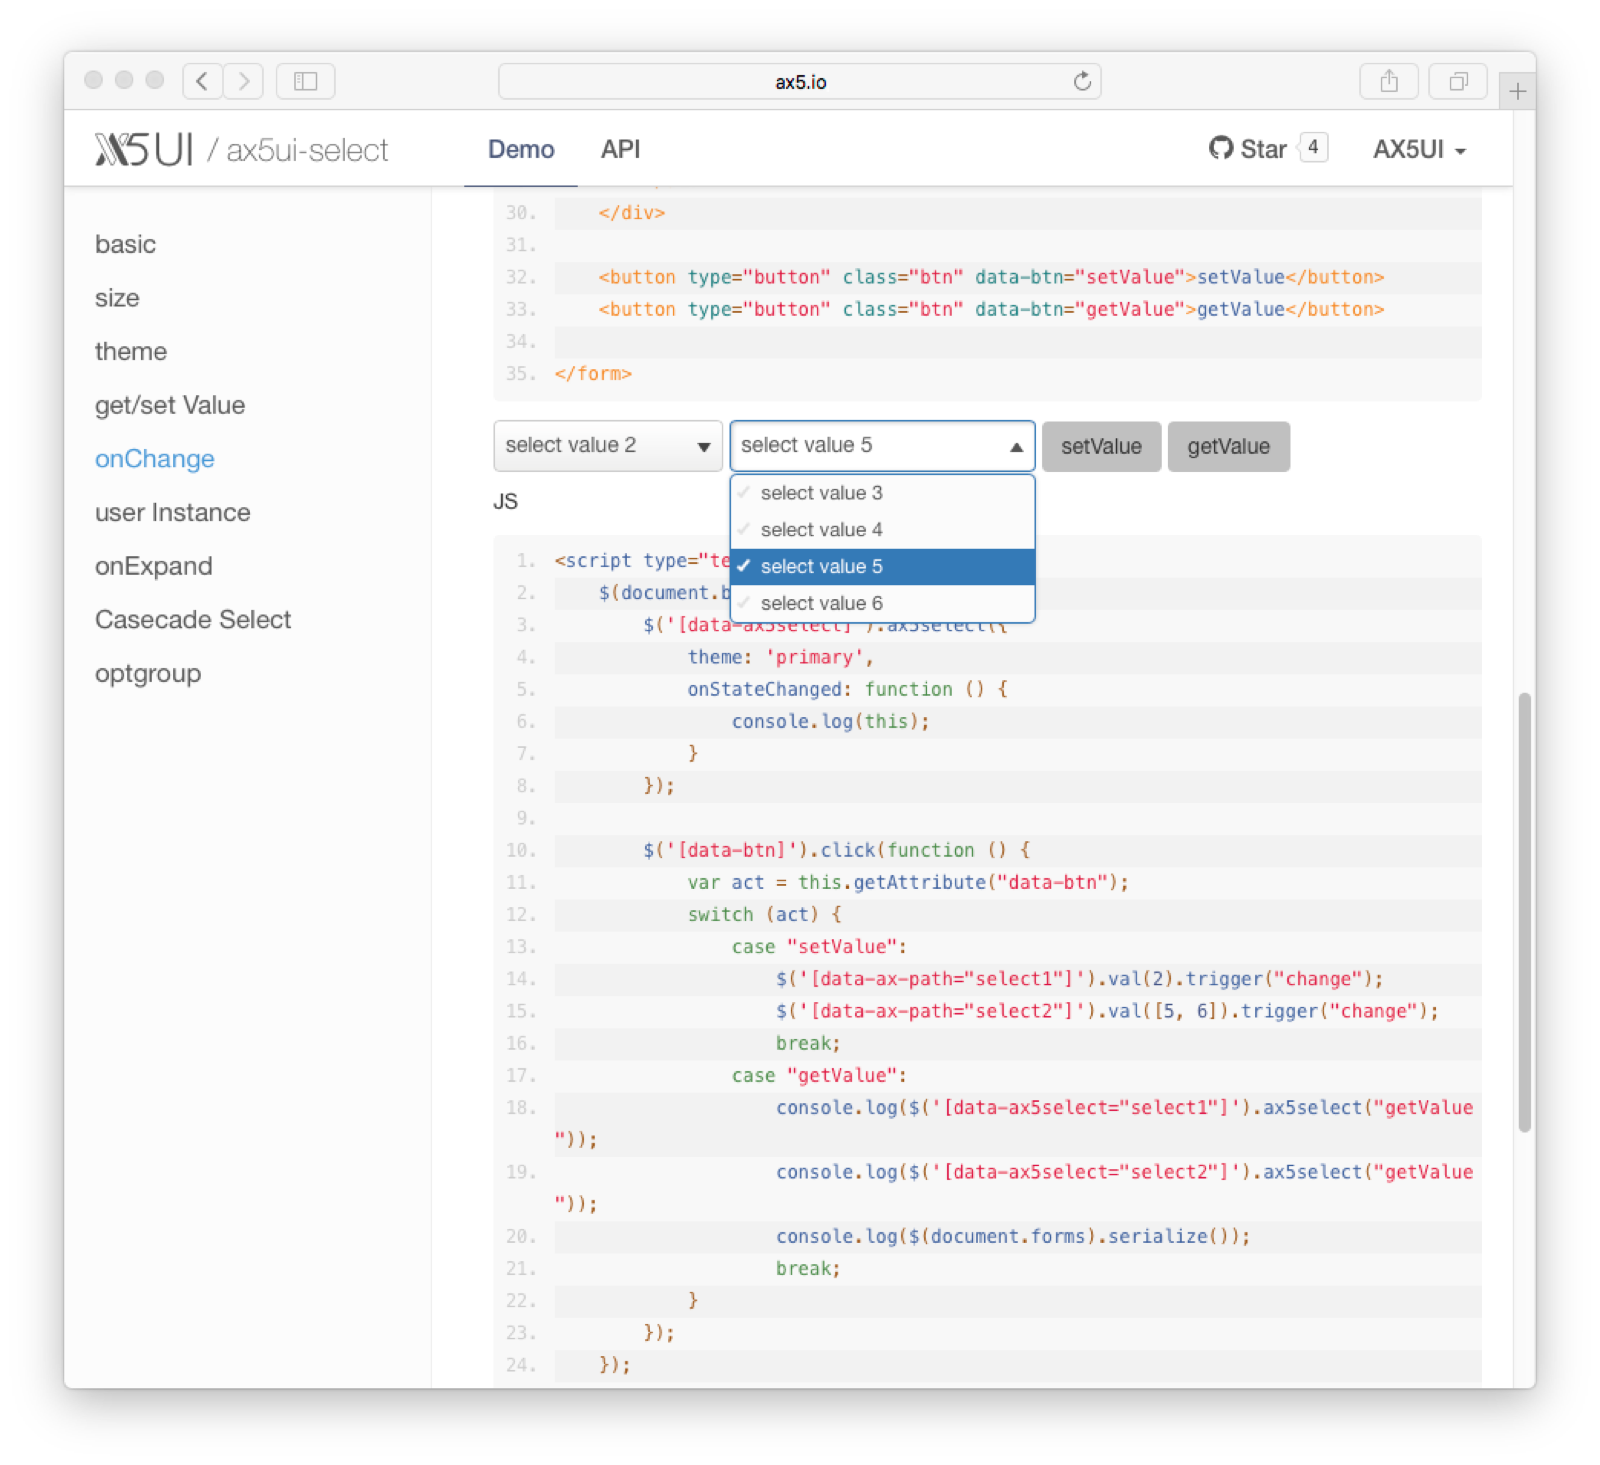 ax5.io
AX5UI / ax5ui-select
Demo
API
Star 4
AX5UI
basic
size
theme
get/set Value
onChange
user Instance
onExpand
Casecade Select
optgroup
30. </div>
31.
32. <button type="button" class="btn" data-btn="setValue">setValue</button>
33. <button type="button" class="btn" data-btn="getValue">getValue</button>
34.
35. </form>
select value 2
select value 5
setValue
getValue
select value 3
select value 4
select value 5
select value 6
JS
1. <script type="te
2. $(document.b
3. $('[data-ax5select]').ax5select({
4. theme: 'primary',
5. onStateChanged: function () {
6. console.log(this);
7. }
8. });
9.
10. $('[data-btn]').click(function () {
11. var act = this.getAttribute("data-btn");
12. switch (act) {
13. case "setValue":
14. $('[data-ax-path="select1"]').val(2).trigger("change");
15. $('[data-ax-path="select2"]').val([5, 6]).trigger("change");
16. break;
17. case "getValue":
18. console.log($('[data-ax5select="select1"]').ax5select("getValue
"));
19. console.log($('[data-ax5select="select2"]').ax5select("getValue
"));
20. console.log($(document.forms).serialize());
21. break;
22. }
23. });
24. });